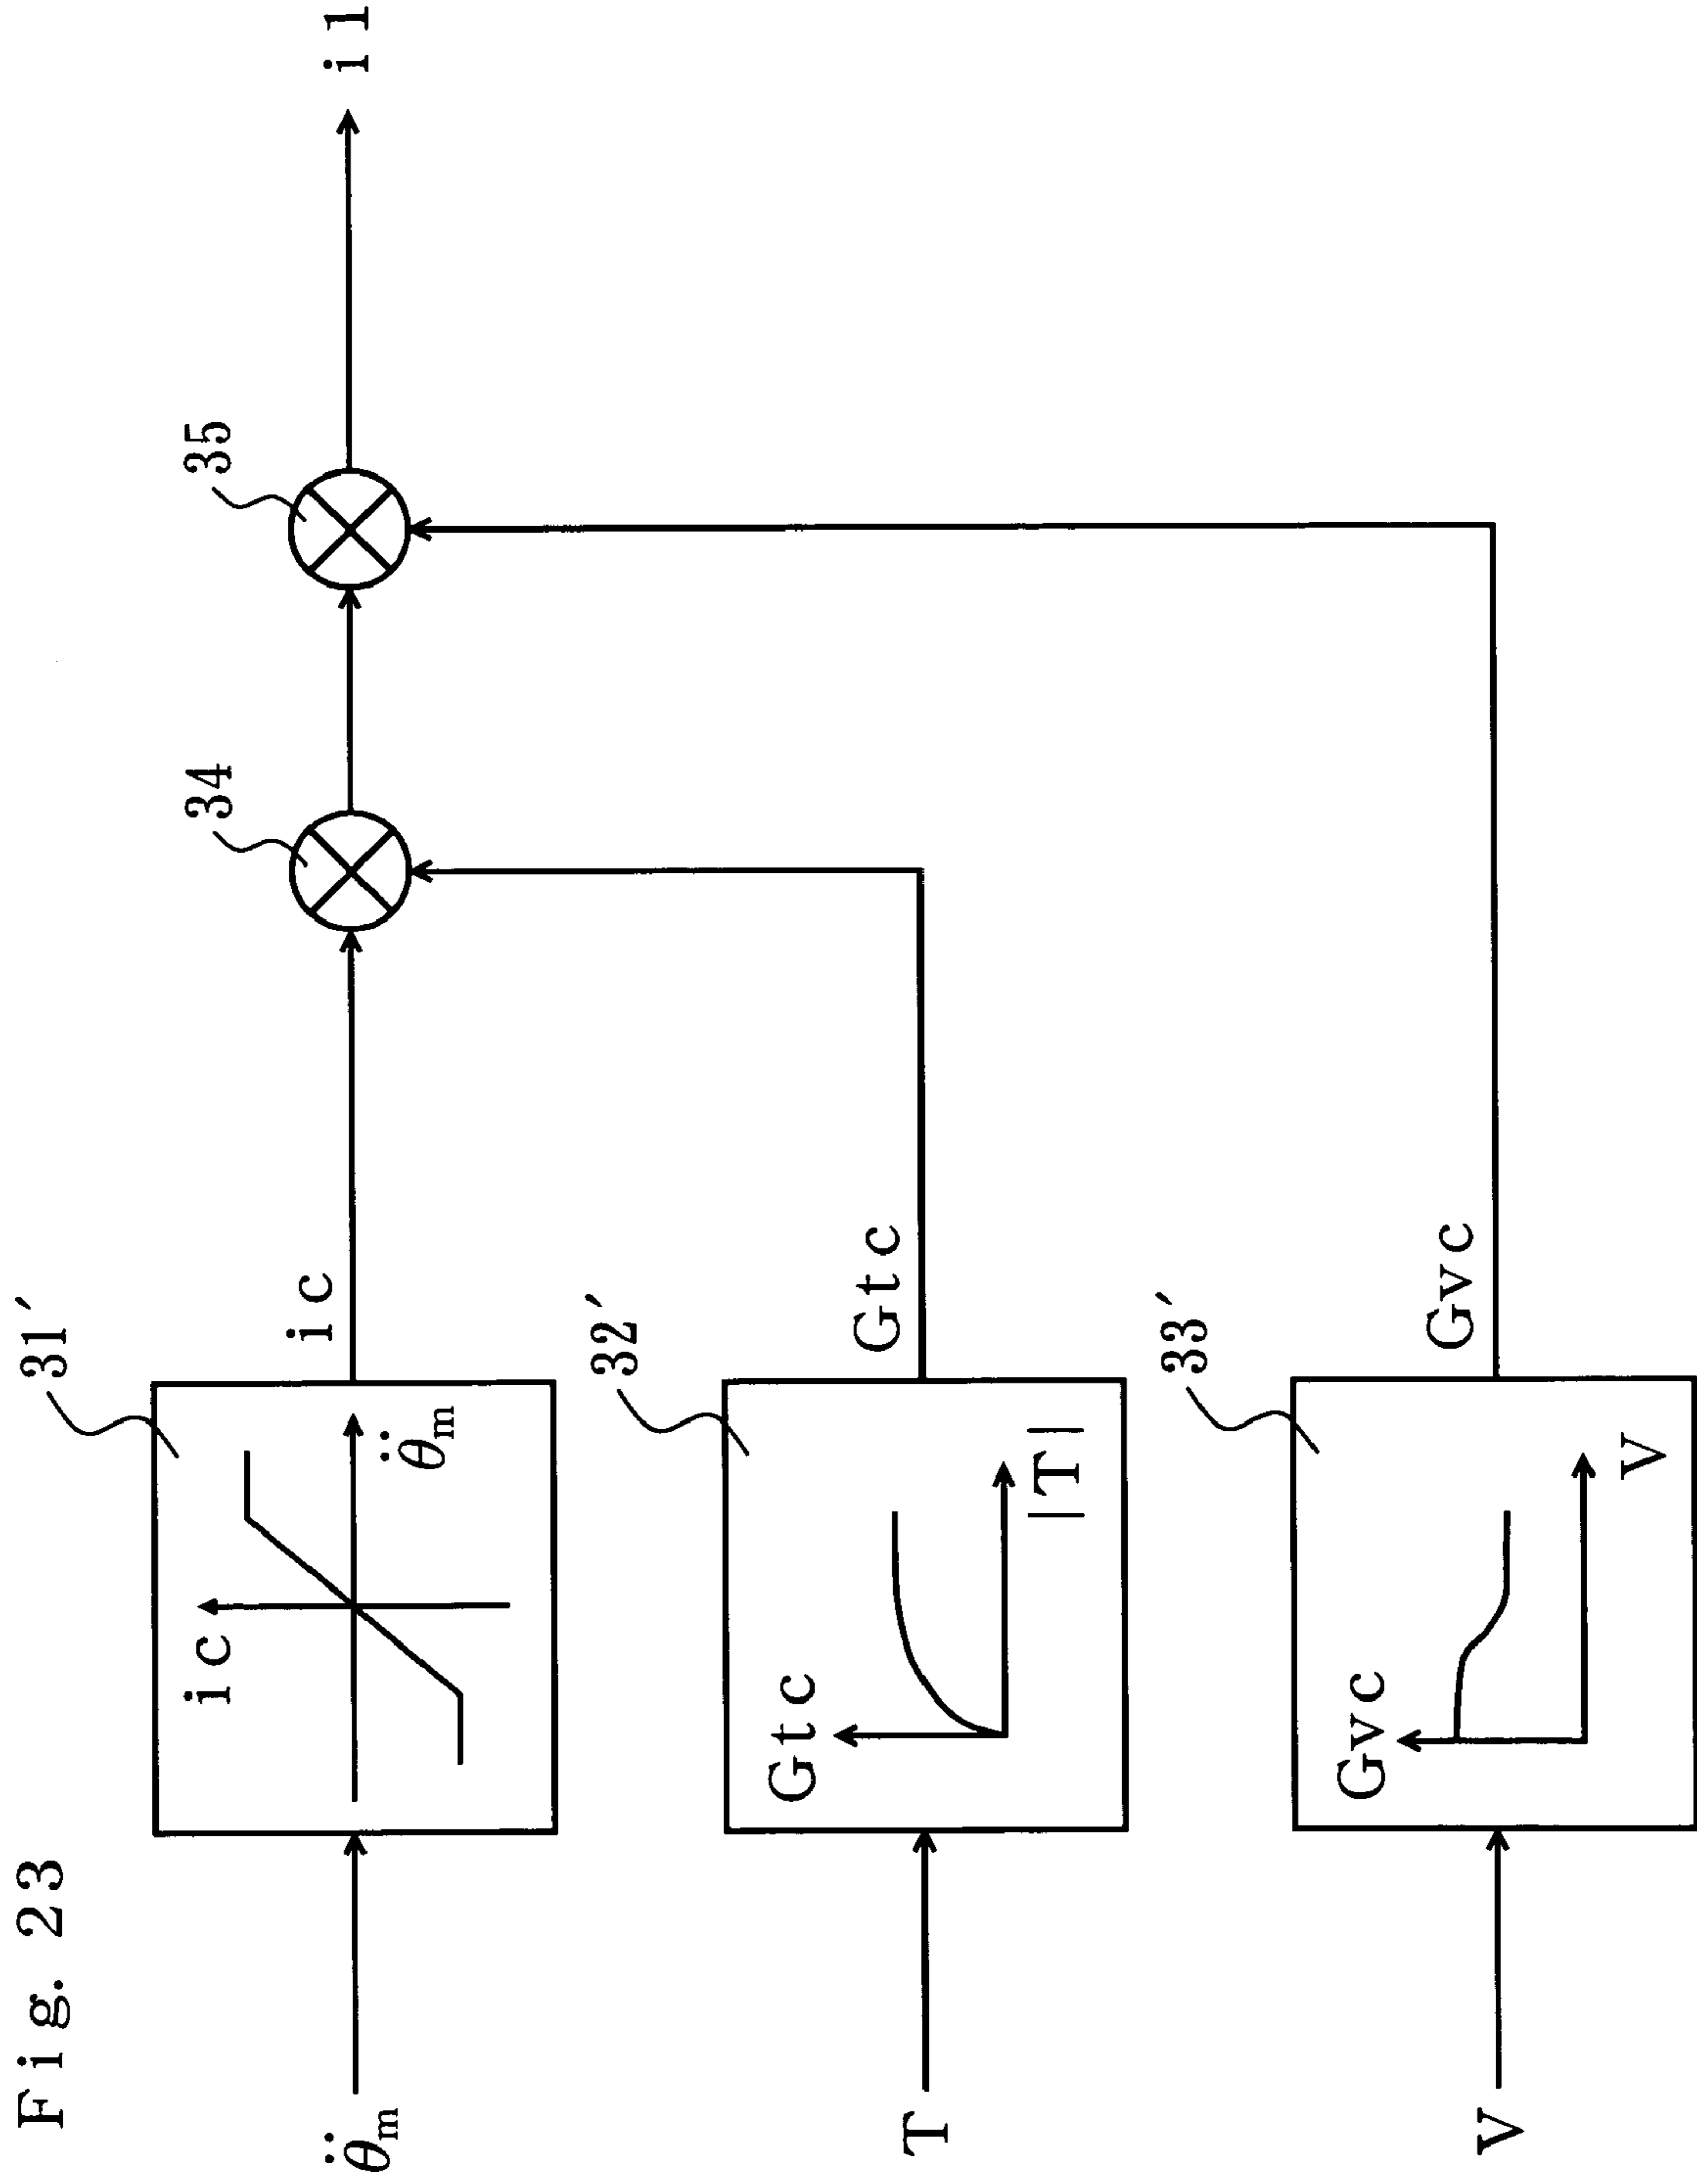 Fig. 23
31′
ic
θ̈m
θ̈m
ic
34
35
i1
32′
Gtc
|T|
T
Gtc
33′
Gvc
V
V
Gvc